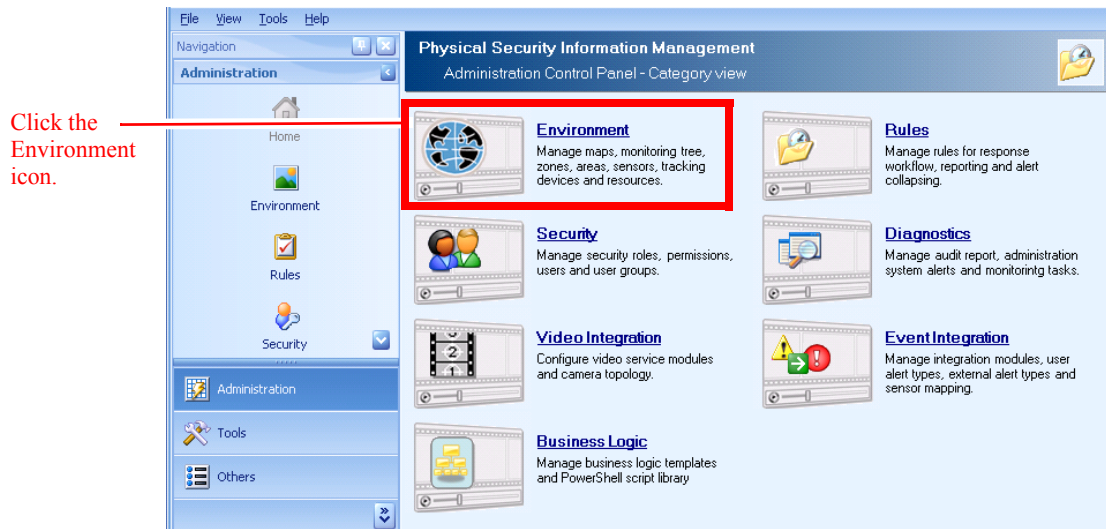 File View Tools Help
Navigation
Administration
Home
Environment
Rules
Security
Administration
Tools
Others
Click the
Environment
icon.
Physical Security Information Management
Administration Control Panel - Category view
Environment
Manage maps, monitoring tree,
zones, areas, sensors, tracking
devices and resources.
Rules
Manage rules for response
workflow, reporting and alert
collapsing.
Security
Manage security roles, permissions,
users and user groups.
Diagnostics
Manage audit report, administration
system alerts and monitorintg tasks.
Video Integration
Configure video service modules
and camera topology.
Event Integration
Manage integration modules, user
alert types, external alert types and
sensor mapping.
Business Logic
Manage business logic templates
and PowerShell script library